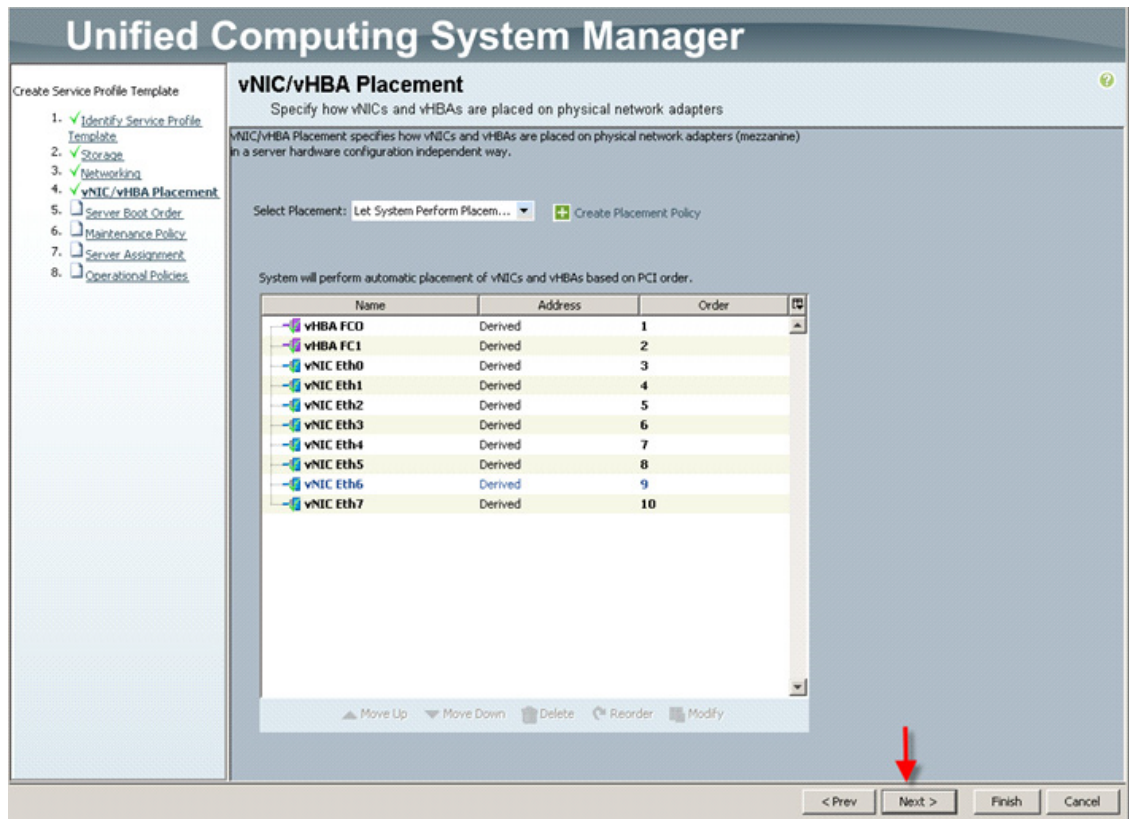 Unified Computing System Manager
Create Service Profile Template
1. Identify Service Profile
Template
2. Storage
3. Networking
4. vNIC/vHBA Placement
5. Server Boot Order
6. Maintenance Policy
7. Server Assignment
8. Operational Policies
vNIC/vHBA Placement
Specify how vNICs and vHBAs are placed on physical network adapters
vNIC/vHBA Placement specifies how vNICs and vHBAs are placed on physical network adapters (mezzanine)
in a server hardware configuration independent way.
Select Placement: Let System Perform Placem... Create Placement Policy
System will perform automatic placement of vNICs and vHBAs based on PCI order.
Name Address Order
vHBA FC0 Derived 1
vHBA FC1 Derived 2
vNIC Eth0 Derived 3
vNIC Eth1 Derived 4
vNIC Eth2 Derived 5
vNIC Eth3 Derived 6
vNIC Eth4 Derived 7
vNIC Eth5 Derived 8
vNIC Eth6 Derived 9
vNIC Eth7 Derived 10
Move Up Move Down Delete Reorder Modify
< Prev Next > Finish Cancel